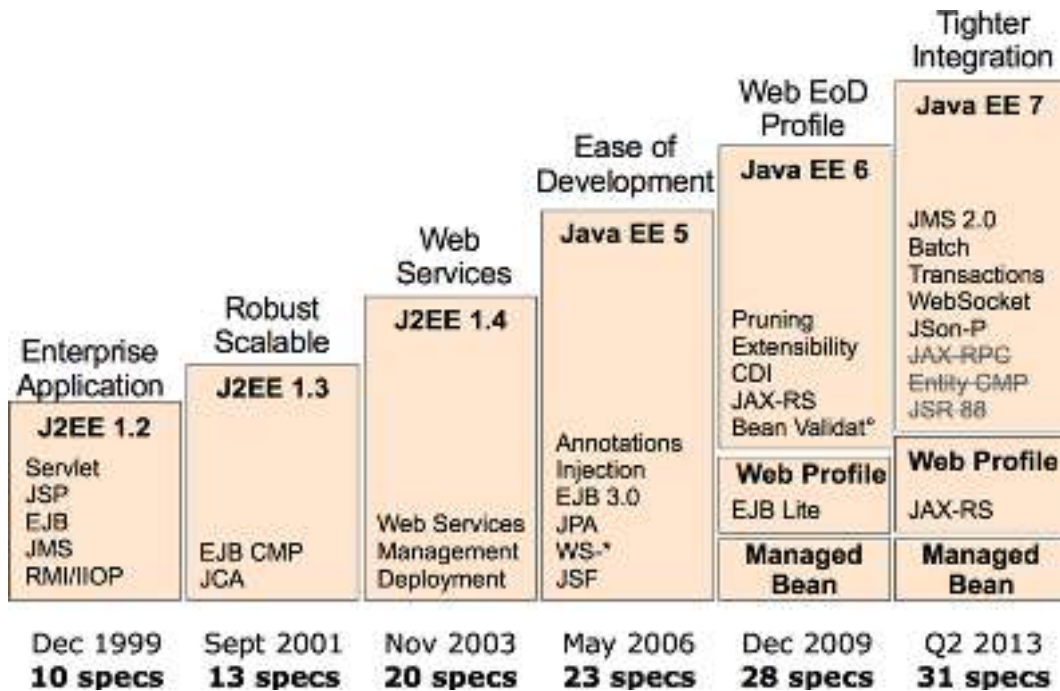 Enterprise
Application
J2EE 1.2
Servlet
JSP
EJB
JMS
RMI/IIOP
Dec 1999
10 specs
Robust
Scalable
J2EE 1.3
EJB CMP
JCA
Sept 2001
13 specs
Web
Services
J2EE 1.4
Web Services
Management
Deployment
Nov 2003
20 specs
Ease of
Development
Java EE 5
Annotations
Injection
EJB 3.0
JPA
WS-*
JSF
May 2006
23 specs
Web EoD
Profile
Java EE 6
Pruning
Extensibility
CDI
JAX-RS
Bean Validat°
Web Profile
EJB Lite
Managed
Bean
Dec 2009
28 specs
Tighter
Integration
Java EE 7
JMS 2.0
Batch
Transactions
WebSocket
JSon-P
JAX-RPC
Entity CMP
JSR 88
Web Profile
JAX-RS
Managed
Bean
Q2 2013
31 specs